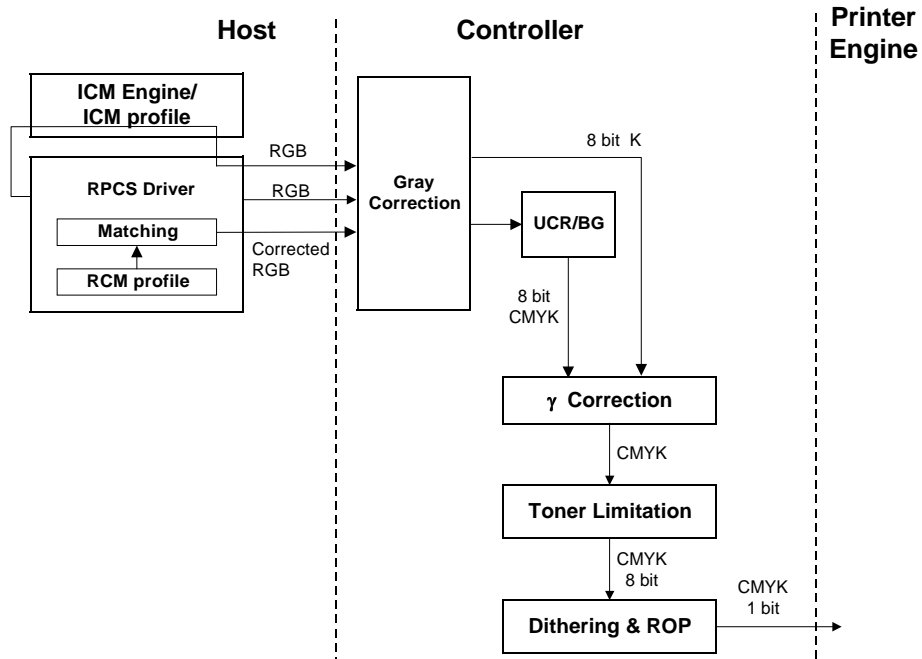 Host
Controller
Printer
Engine
ICM Engine/
ICM profile
RPCS Driver
Matching
RCM profile
RGB
RGB
Corrected
RGB
Gray
Correction
8 bit K
UCR/BG
8 bit
CMYK
γ Correction
CMYK
Toner Limitation
CMYK
8 bit
Dithering & ROP
CMYK
1 bit